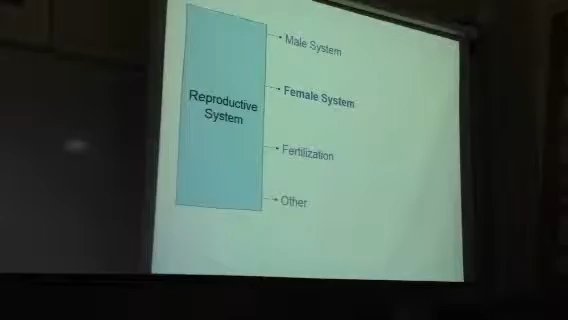 Reproductive
System
Male System
Female System
Fertilization
Other